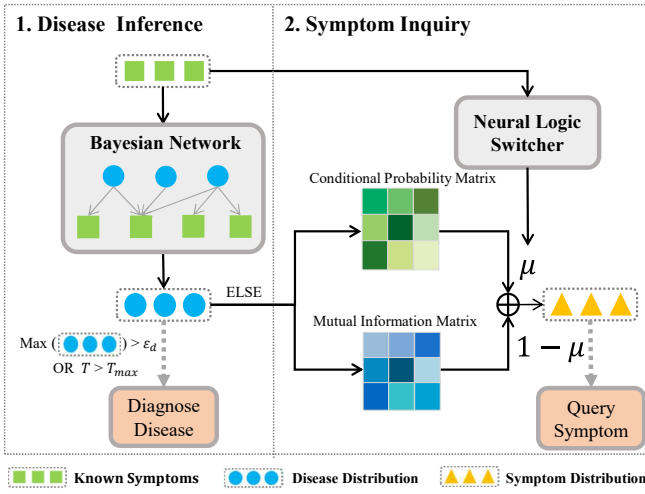 1. Disease Inference
2. Symptom Inquiry
Bayesian Network
Neural Logic
Switcher
Conditional Probability Matrix
μ
ELSE
Max ( ) > ε_d
OR T > T_max
Mutual Information Matrix
1 − μ
Diagnose
Disease
Query
Symptom
Known Symptoms
Disease Distribution
Symptom Distribution